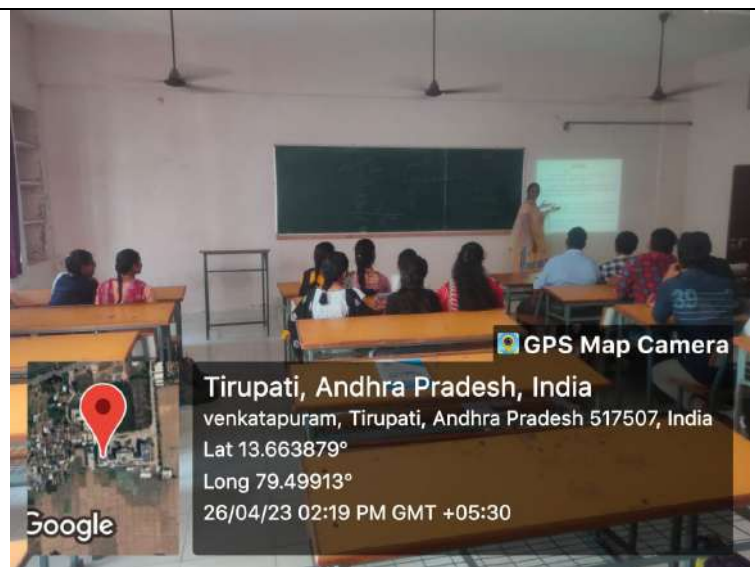 39
GPS Map Camera
Tirupati, Andhra Pradesh, India
venkatapuram, Tirupati, Andhra Pradesh 517507, India
Lat 13.663879°
Long 79.49913°
26/04/23 02:19 PM GMT +05:30
Google